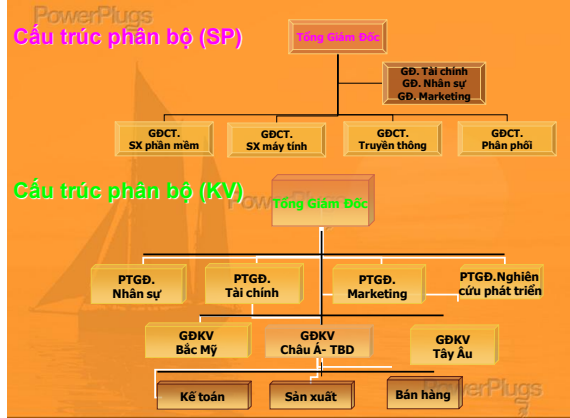 PowerPlugs
Cấu trúc phân bộ (SP)
Tổng Giám Đốc
GĐ. Tài chính
GĐ. Nhân sự
GĐ. Marketing
GĐCT.
SX phần mềm
GĐCT.
SX máy tính
GĐCT.
Truyền thông
GĐCT.
Phân phối
Cấu trúc phân bộ (KV)
Tổng Giám Đốc
PTGĐ.
Nhân sự
PTGĐ.
Tài chính
PTGĐ.
Marketing
PTGĐ.Nghiên
cứu phát triển
GĐKV
Bắc Mỹ
GĐKV
Châu Á- TBD
GĐKV
Tây Âu
Kế toán
Sản xuất
Bán hàng